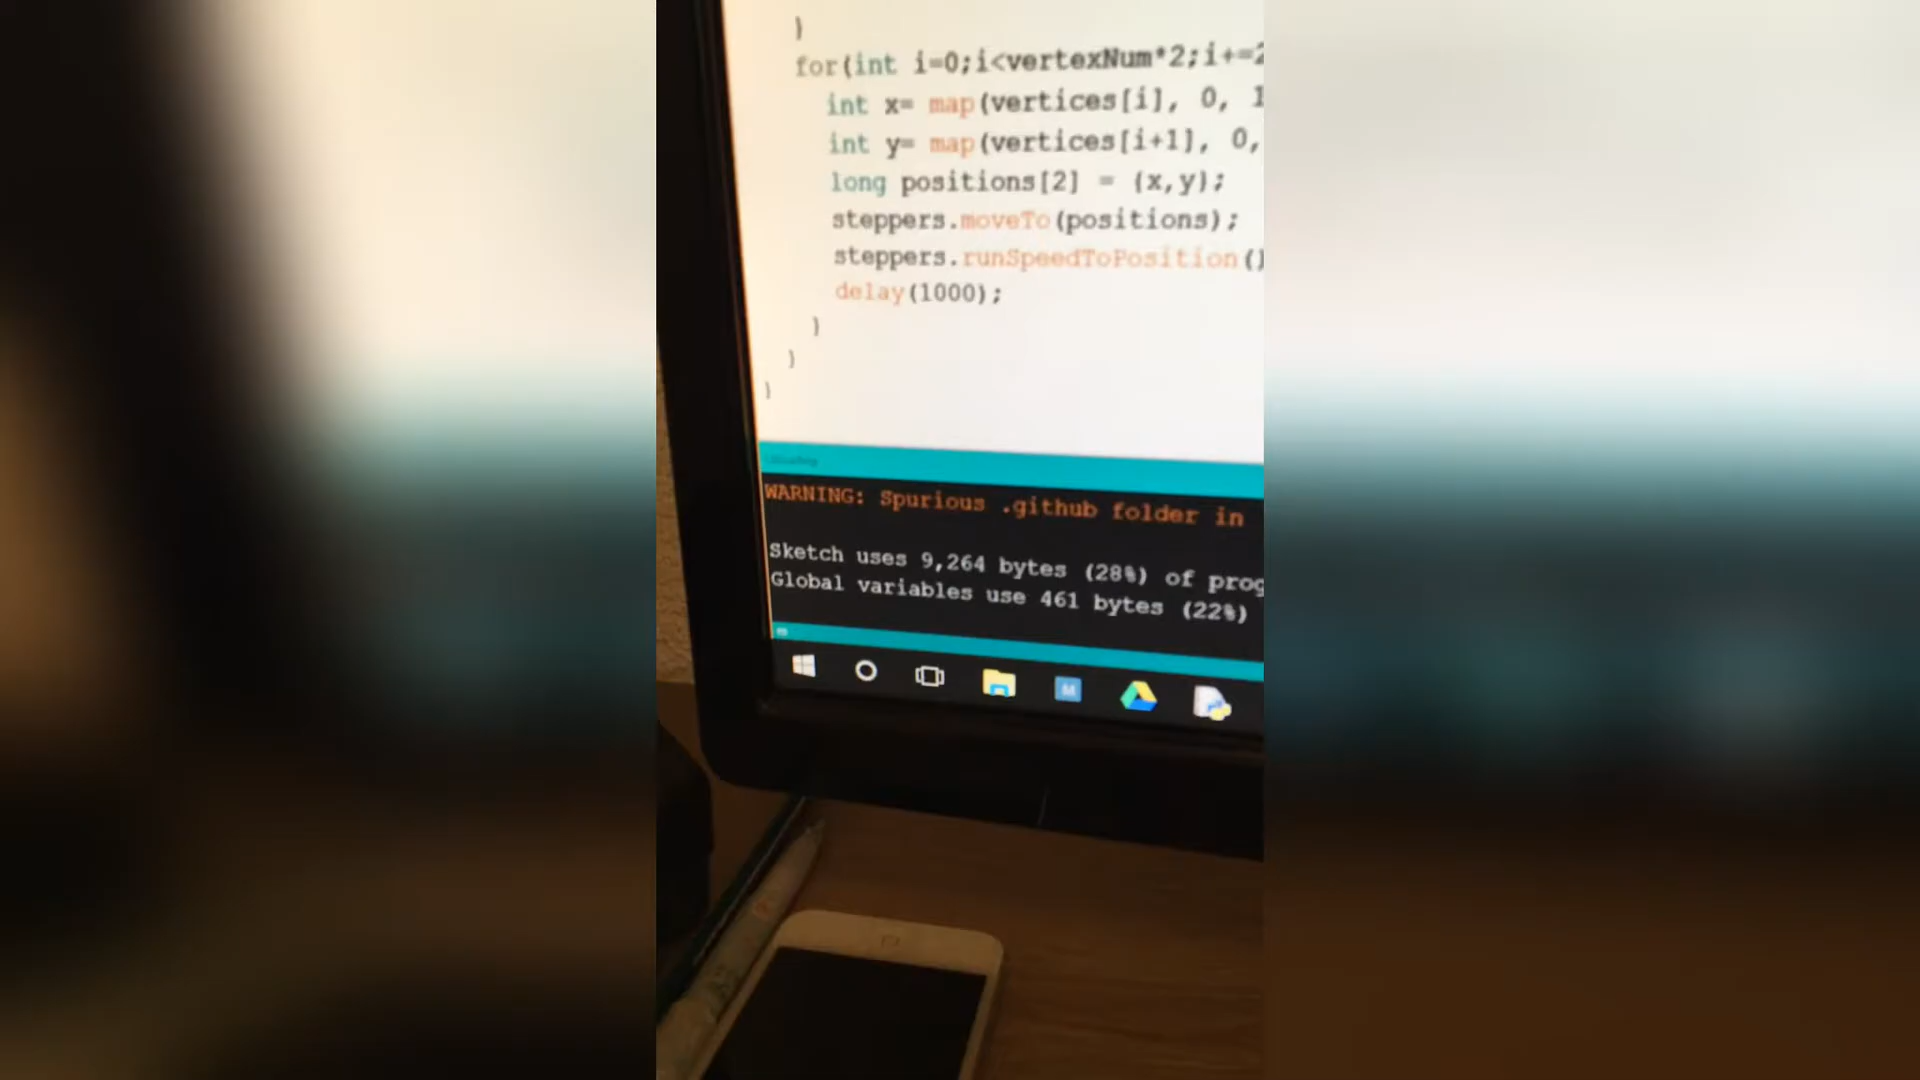 }
for(int i=0;i<vertexNum*2;i+=2
int x= map(vertices[i], 0, 1
int y= map(vertices[i+1], 0,
long positions[2] = {x,y};
steppers.moveTo(positions);
steppers.runSpeedToPosition()
delay(1000);
}
}
}
WARNING: Spurious .github folder in
Sketch uses 9,264 bytes (28%) of prog
Global variables use 461 bytes (22%)
M